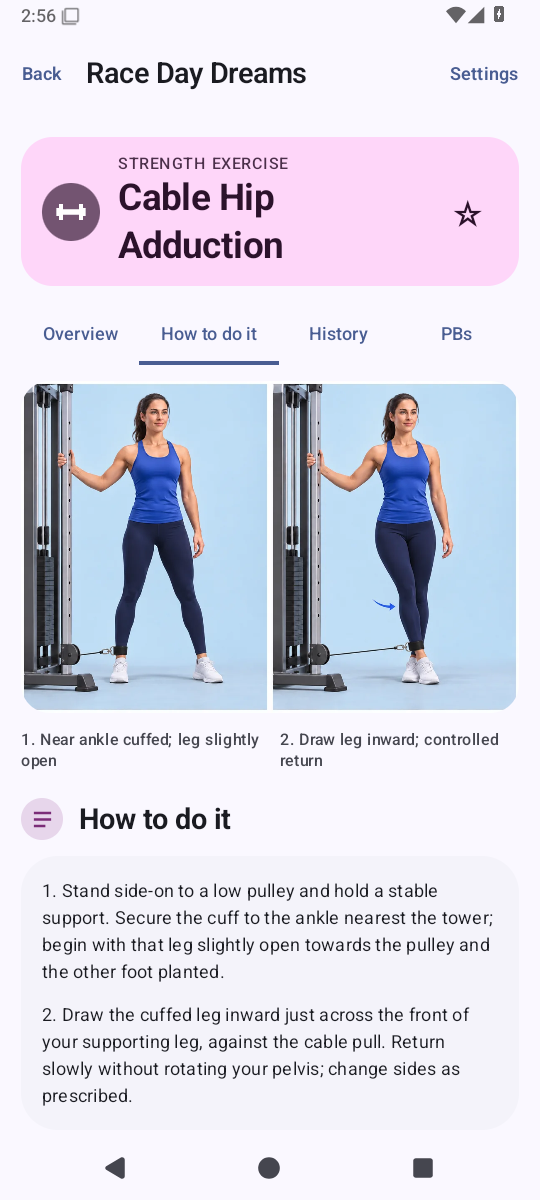 2:56
Back
Race Day Dreams
Settings
STRENGTH EXERCISE
Cable Hip
Adduction
Overview
How to do it
History
PBs
1. Near ankle cuffed; leg slightly
open
2. Draw leg inward; controlled
return
How to do it
1. Stand side-on to a low pulley and hold a stable
support. Secure the cuff to the ankle nearest the tower;
begin with that leg slightly open towards the pulley and
the other foot planted.
2. Draw the cuffed leg inward just across the front of
your supporting leg, against the cable pull. Return
slowly without rotating your pelvis; change sides as
prescribed.